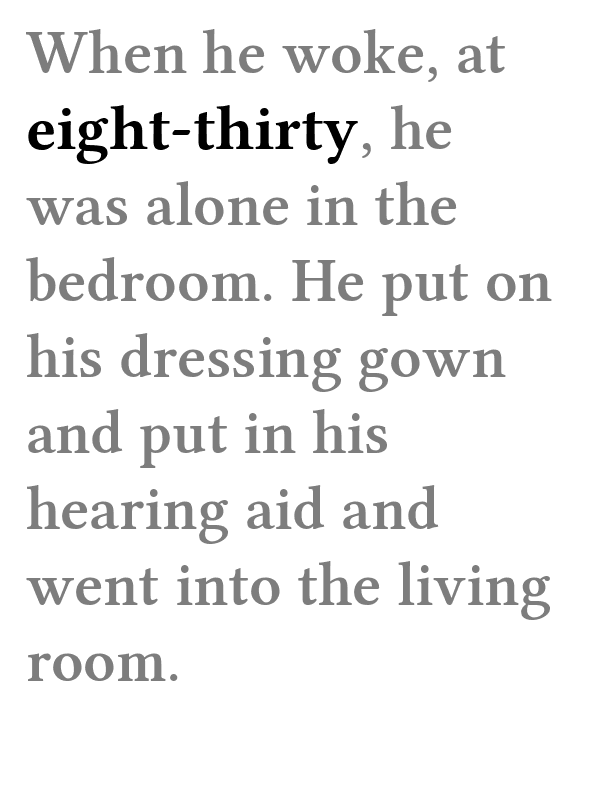 When he woke, at
eight-thirty, he
was alone in the
bedroom. He put on
his dressing gown
and put in his
hearing aid and
went into the living
room.